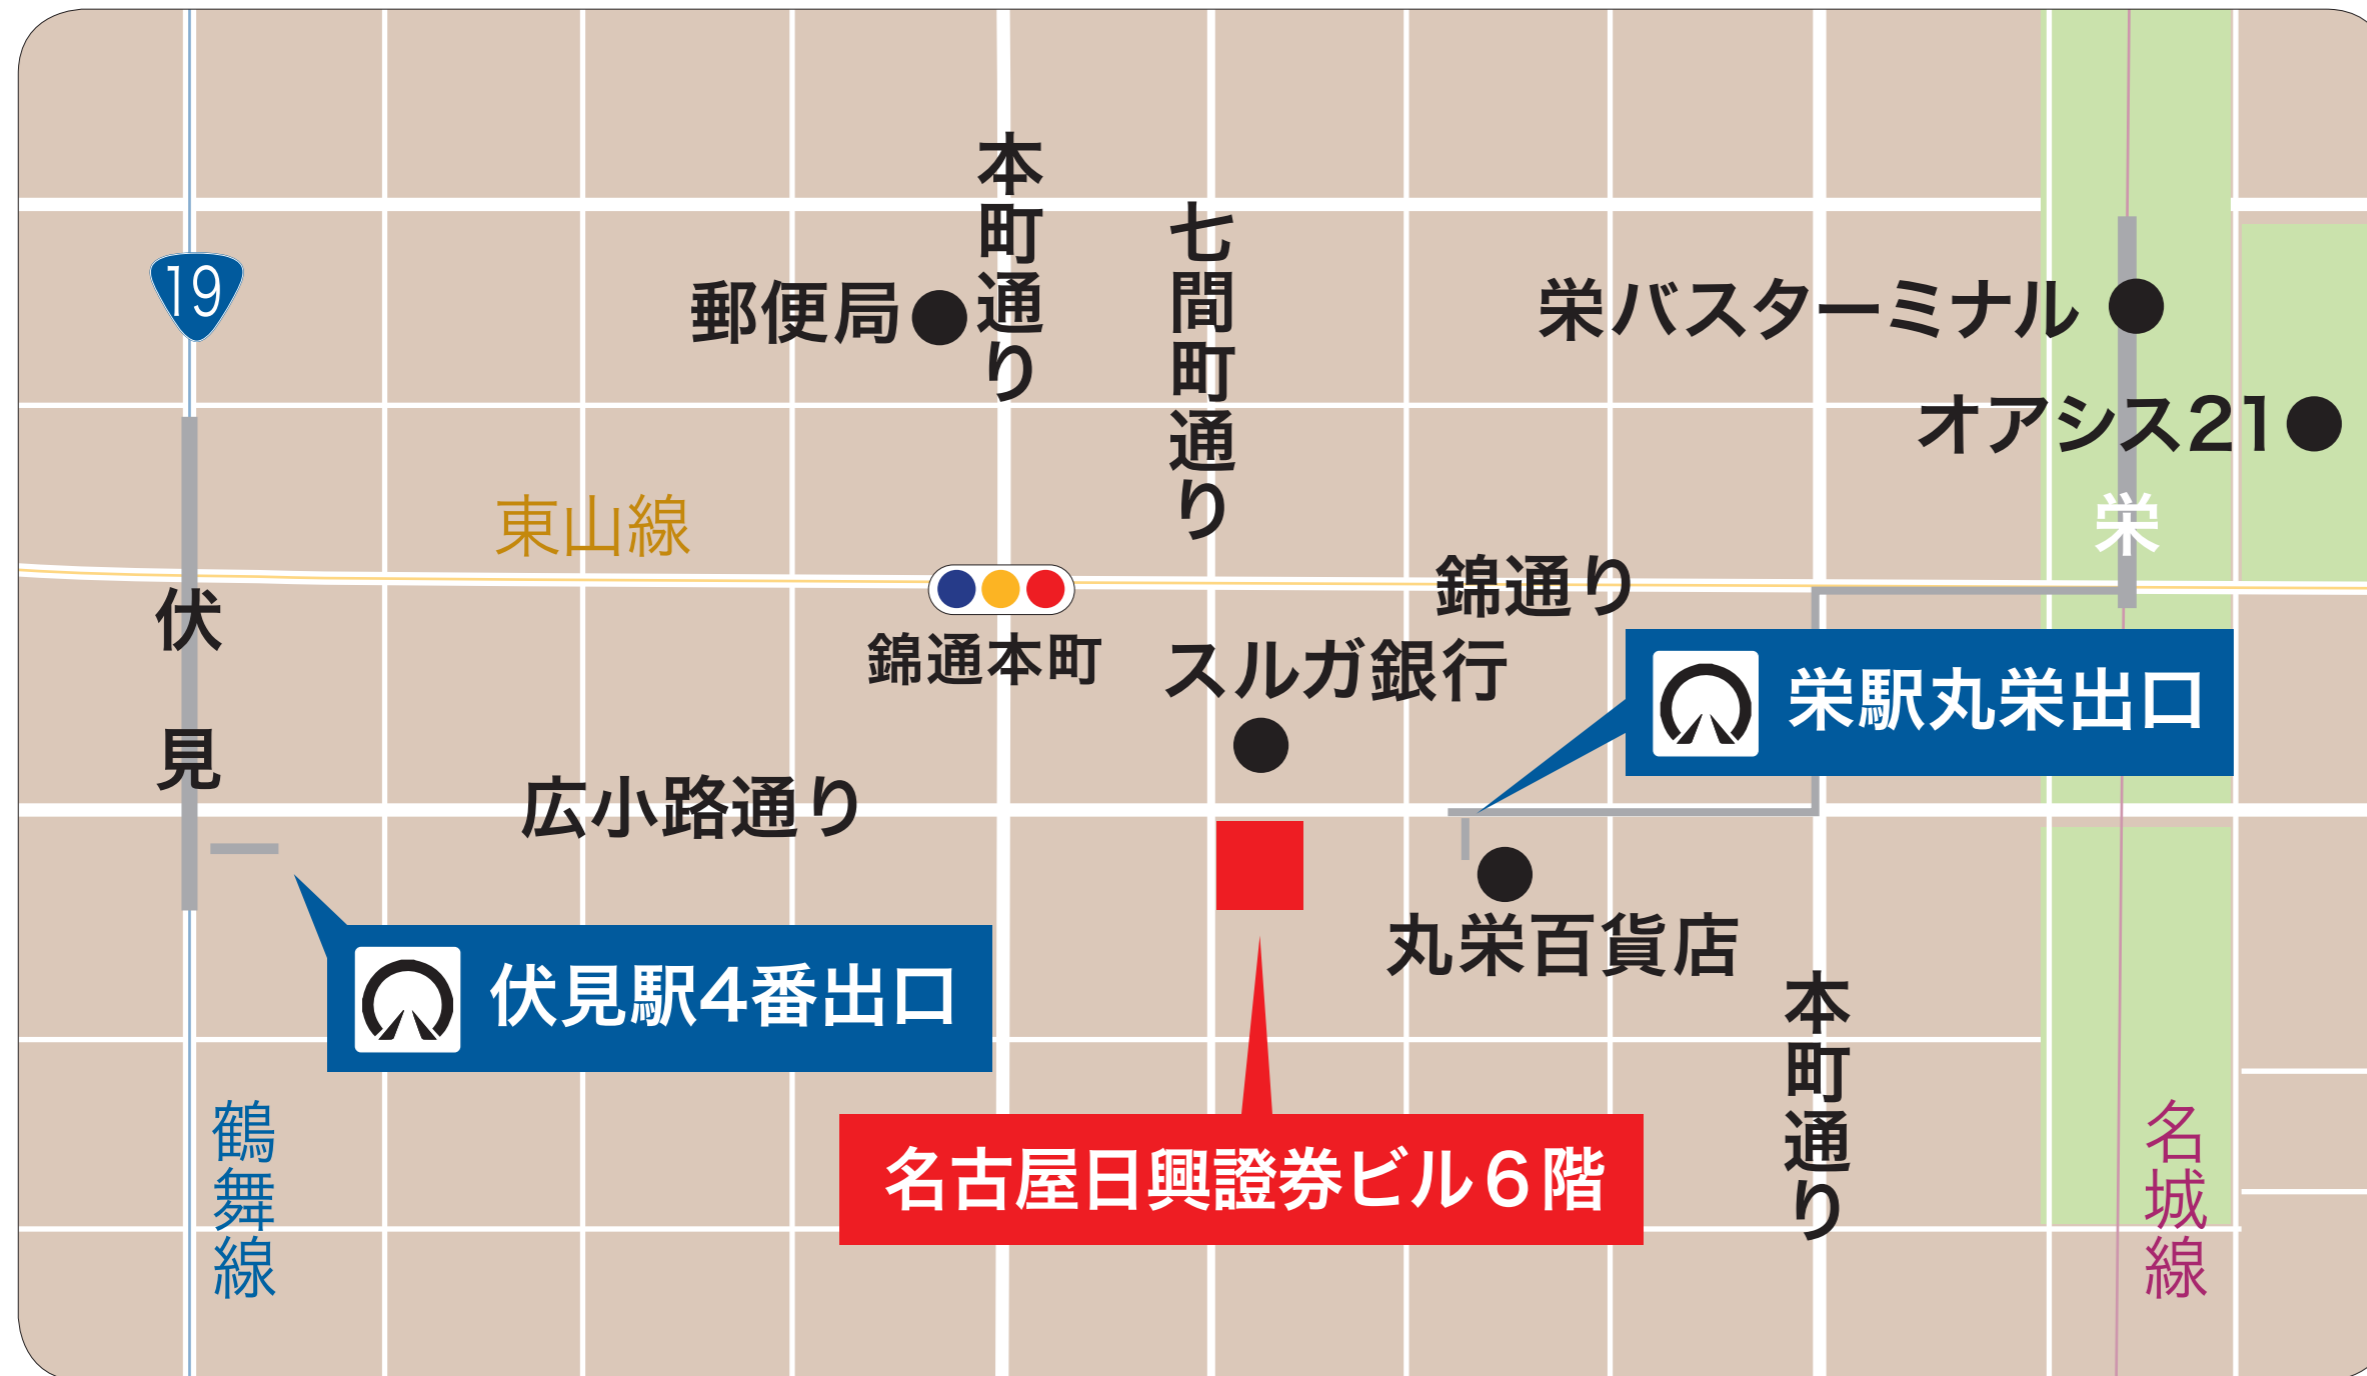 本町通り
七間町通り
19
郵便局
栄バスターミナル
オアシス21
東山線
栄
錦通り
伏見
錦通本町
スルガ銀行
栄駅丸栄出口
広小路通り
丸栄百貨店
伏見駅4番出口
本町通り
鶴舞線
名古屋日興證券ビル6階
名城線